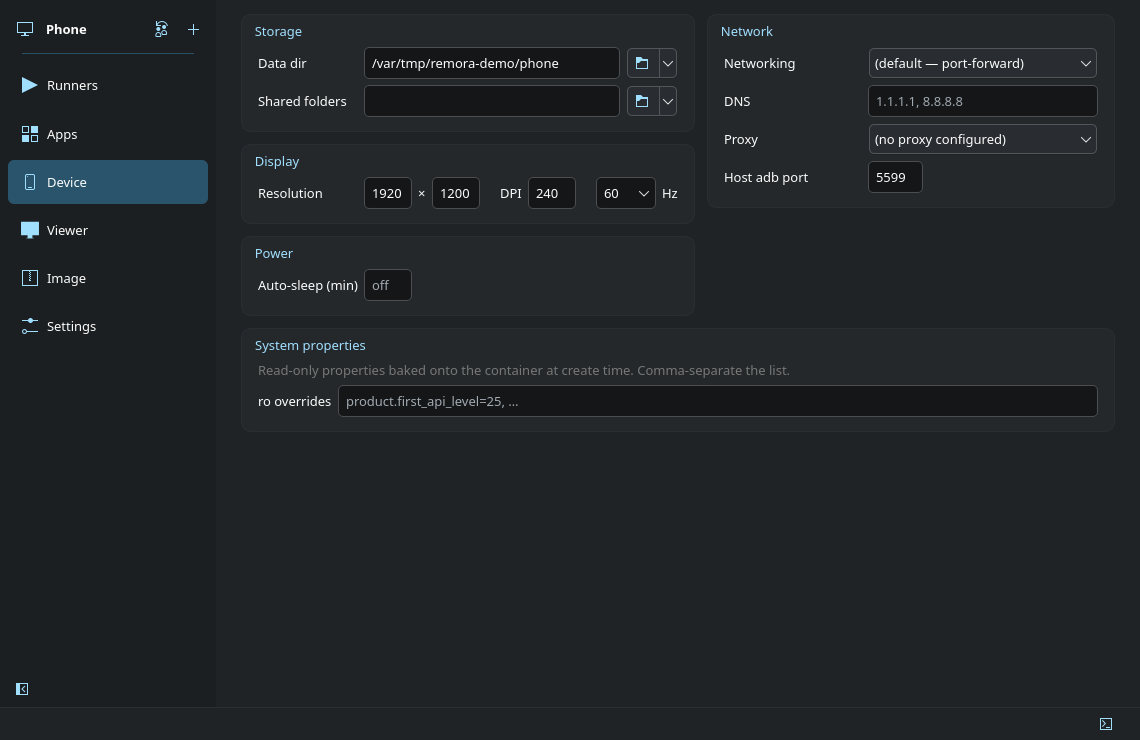 Phone
Runners
Apps
Device
Viewer
Image
Settings
Storage
Data dir /var/tmp/remora-demo/phone
Shared folders
Display
Resolution 1920 × 1200 DPI 240 60 Hz
Power
Auto-sleep (min) off
Network
Networking (default — port-forward)
DNS 1.1.1.1, 8.8.8.8
Proxy (no proxy configured)
Host adb port 5599
System properties
Read-only properties baked onto the container at create time. Comma-separate the list.
ro overrides product.first_api_level=25, ...